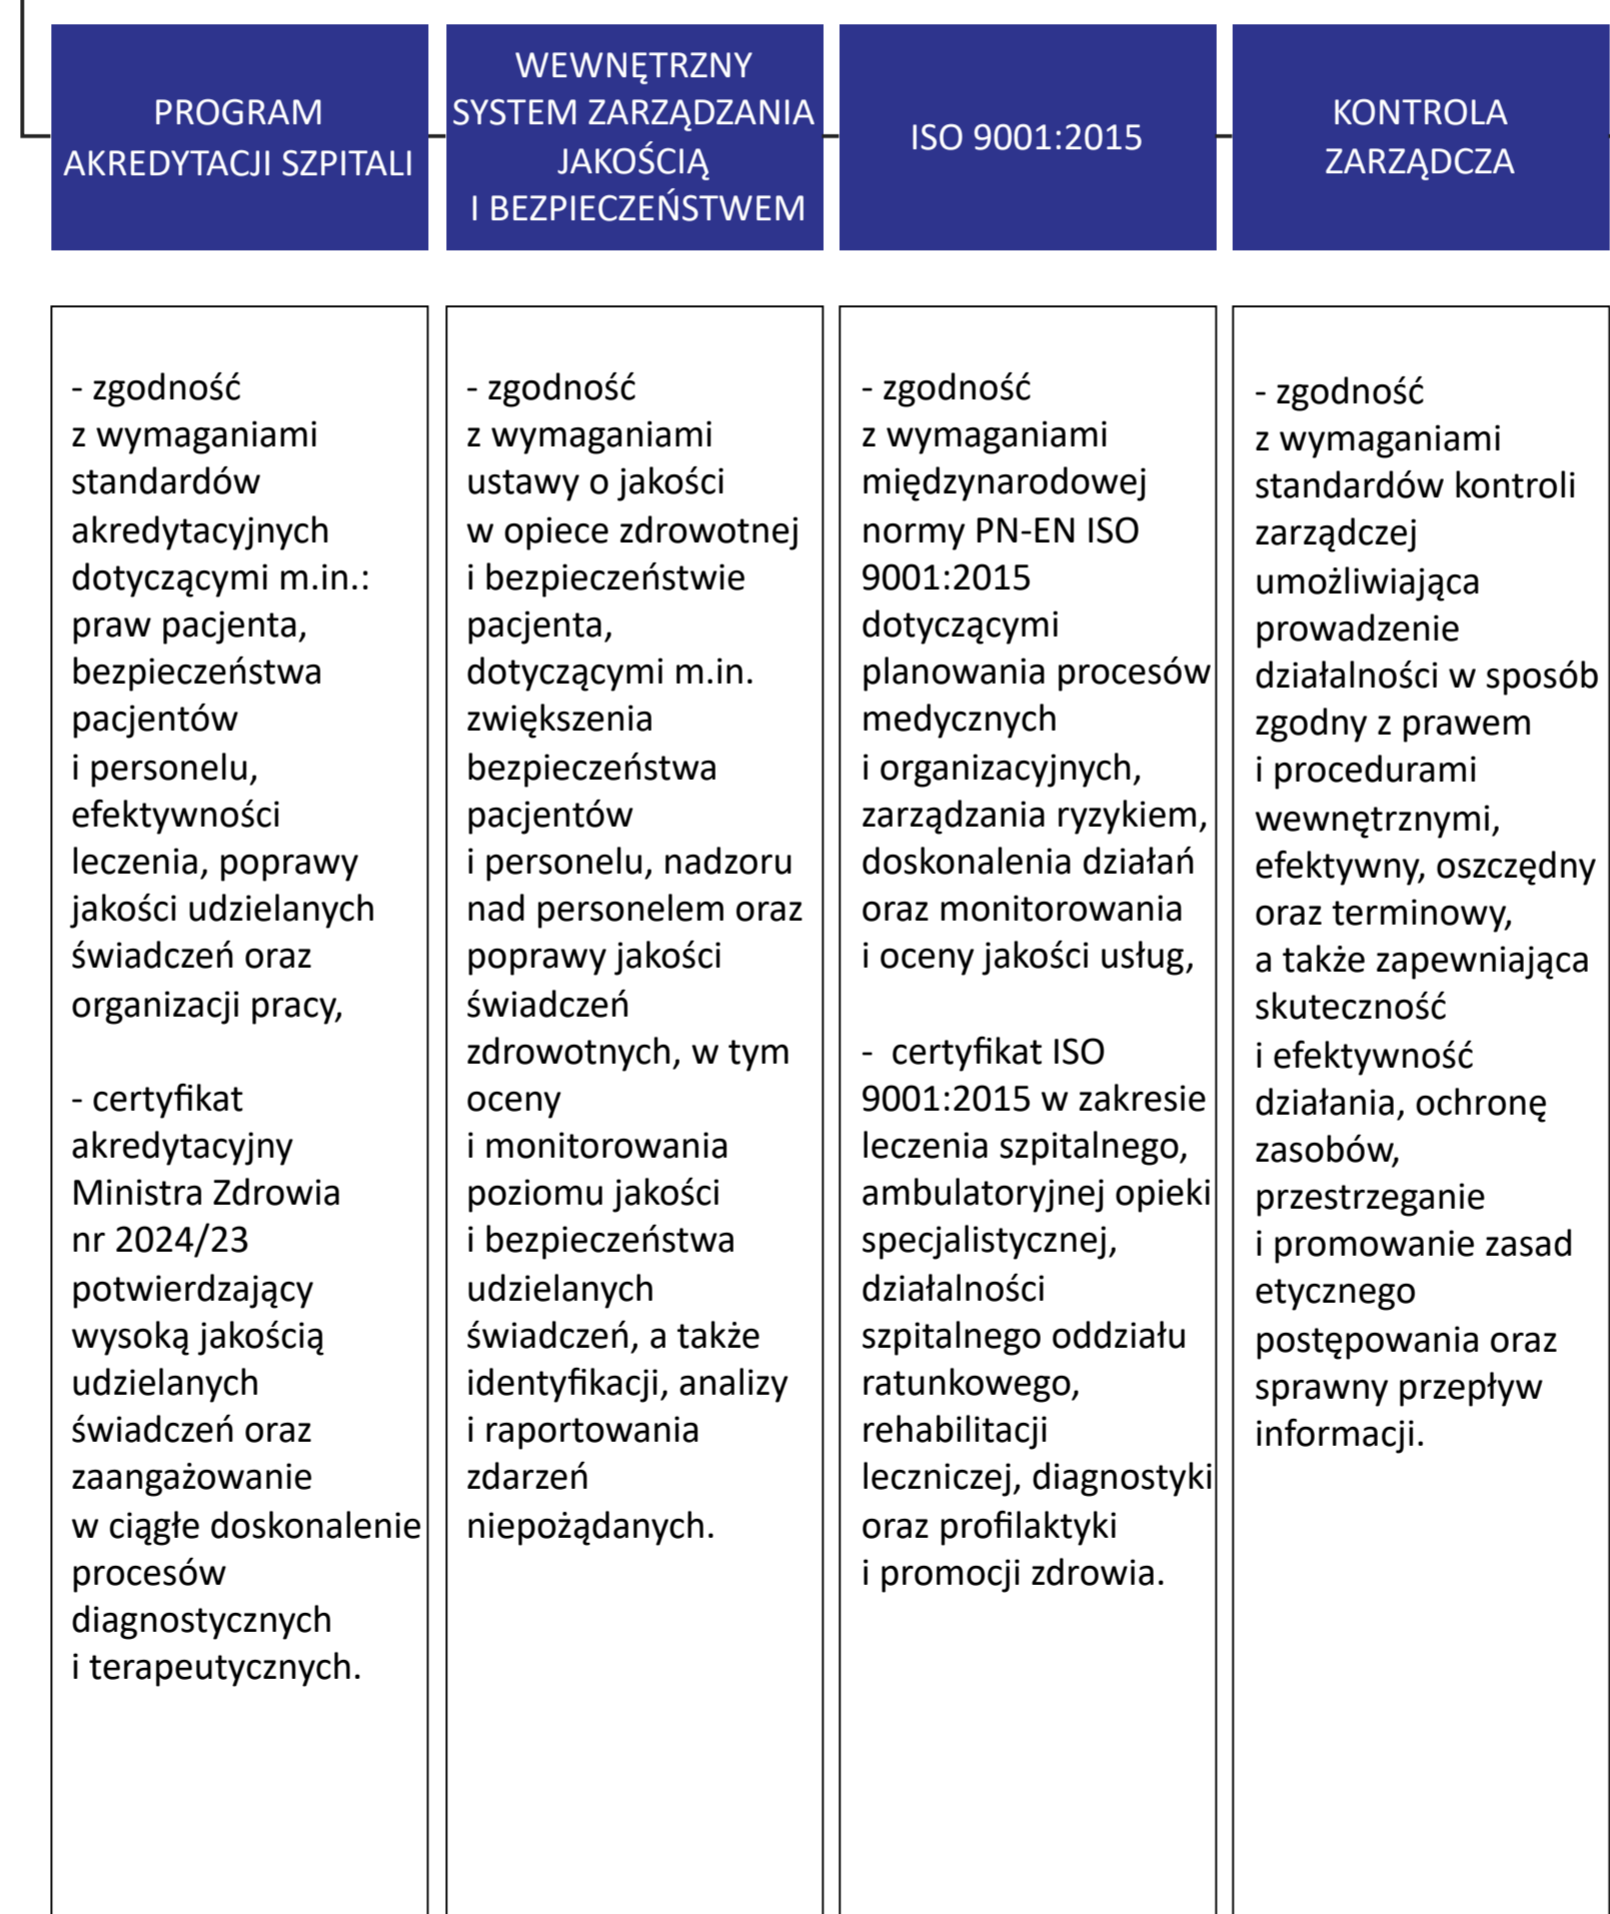 PROGRAM
AKREDYTACJI SZPITALI
WEWNĘTRZNY
SYSTEM ZARZĄDZANIA
JAKOŚCIĄ
I BEZPIECZEŃSTWEM
ISO 9001:2015
KONTROLA
ZARZĄDCZA
- zgodność
z wymaganiami
standardów
akredytacyjnych
dotyczącymi m.in.:
praw pacjenta,
bezpieczeństwa
pacjentów
i personelu,
efektywności
leczenia, poprawy
jakości udzielanych
świadczeń oraz
organizacji pracy,
- certyfikat
akredytacyjny
Ministra Zdrowia
nr 2024/23
potwierdzający
wysoką jakością
udzielanych
świadczeń oraz
zaangażowanie
w ciągłe doskonalenie
procesów
diagnostycznych
i terapeutycznych.
- zgodność
z wymaganiami
ustawy o jakości
w opiece zdrowotnej
i bezpieczeństwie
pacjenta,
dotyczącymi m.in.
zwiększenia
bezpieczeństwa
pacjentów
i personelu, nadzoru
nad personelem oraz
poprawy jakości
świadczeń
zdrowotnych, w tym
oceny
i monitorowania
poziomu jakości
i bezpieczeństwa
udzielanych
świadczeń, a także
identyfikacji, analizy
i raportowania
zdarzeń
niepożądanych.
- zgodność
z wymaganiami
międzynarodowej
normy PN-EN ISO
9001:2015
dotyczącymi
planowania procesów
medycznych
i organizacyjnych,
zarządzania ryzykiem,
doskonalenia działań
oraz monitorowania
i oceny jakości usług,
- certyfikat ISO
9001:2015 w zakresie
leczenia szpitalnego,
ambulatoryjnej opieki
specjalistycznej,
działalności
szpitalnego oddziału
ratunkowego,
rehabilitacji
leczniczej, diagnostyki
oraz profilaktyki
i promocji zdrowia.
- zgodność
z wymaganiami
standardów kontroli
zarządczej
umożliwiająca
prowadzenie
działalności w sposób
zgodny z prawem
i procedurami
wewnętrznymi,
efektywny, oszczędny
oraz terminowy,
a także zapewniająca
skuteczność
i efektywność
działania, ochronę
zasobów,
przestrzeganie
i promowanie zasad
etycznego
postępowania oraz
sprawny przepływ
informacji.